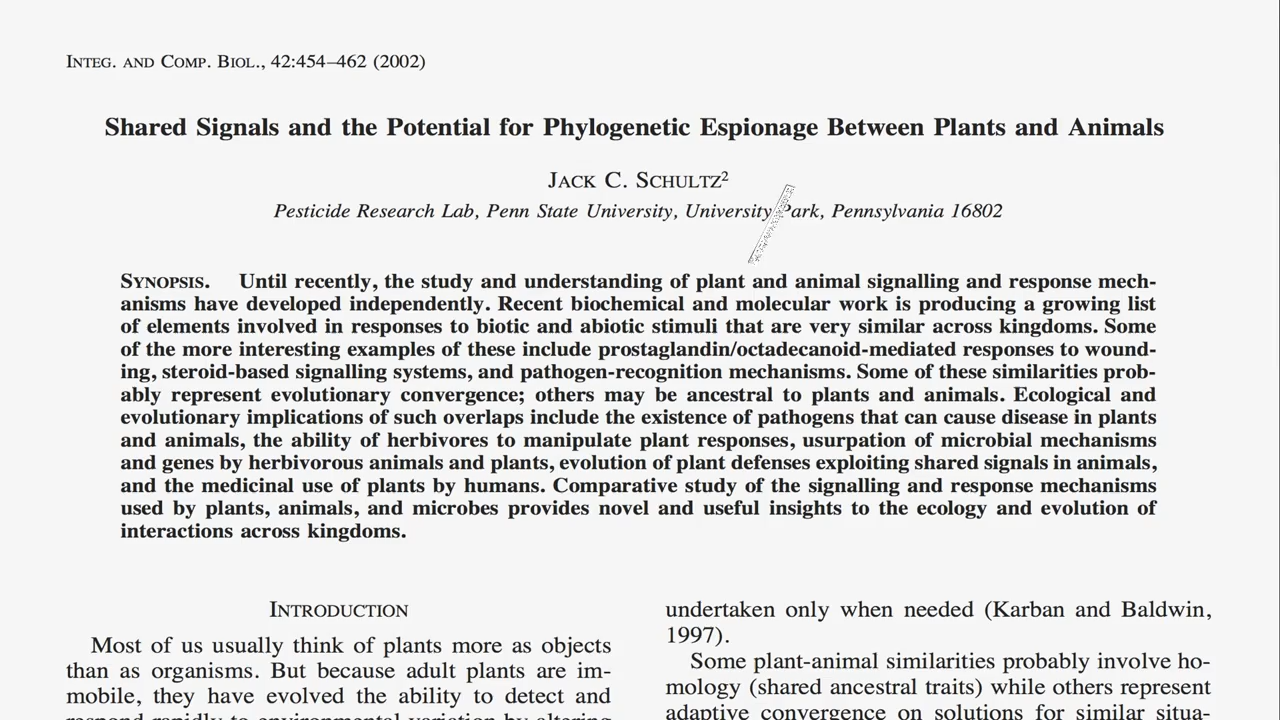 INTEG. AND COMP. BIOL., 42:454–462 (2002)
Shared Signals and the Potential for Phylogenetic Espionage Between Plants and Animals
JACK C. SCHULTZ²
Pesticide Research Lab, Penn State University, University Park, Pennsylvania 16802
SYNOPSIS. Until recently, the study and understanding of plant and animal signalling and response mech-
anisms have developed independently. Recent biochemical and molecular work is producing a growing list
of elements involved in responses to biotic and abiotic stimuli that are very similar across kingdoms. Some
of the more interesting examples of these include prostaglandin/octadecanoid-mediated responses to wound-
ing, steroid-based signalling systems, and pathogen-recognition mechanisms. Some of these similarities prob-
ably represent evolutionary convergence; others may be ancestral to plants and animals. Ecological and
evolutionary implications of such overlaps include the existence of pathogens that can cause disease in plants
and animals, the ability of herbivores to manipulate plant responses, usurpation of microbial mechanisms
and genes by herbivorous animals and plants, evolution of plant defenses exploiting shared signals in animals,
and the medicinal use of plants by humans. Comparative study of the signalling and response mechanisms
used by plants, animals, and microbes provides novel and useful insights to the ecology and evolution of
interactions across kingdoms.
INTRODUCTION
Most of us usually think of plants more as objects
than as organisms. But because adult plants are im-
mobile, they have evolved the ability to detect and
respond rapidly to environmental variation by altering
undertaken only when needed (Karban and Baldwin,
1997).
Some plant-animal similarities probably involve ho-
mology (shared ancestral traits) while others represent
adaptive convergence on solutions for similar situa-